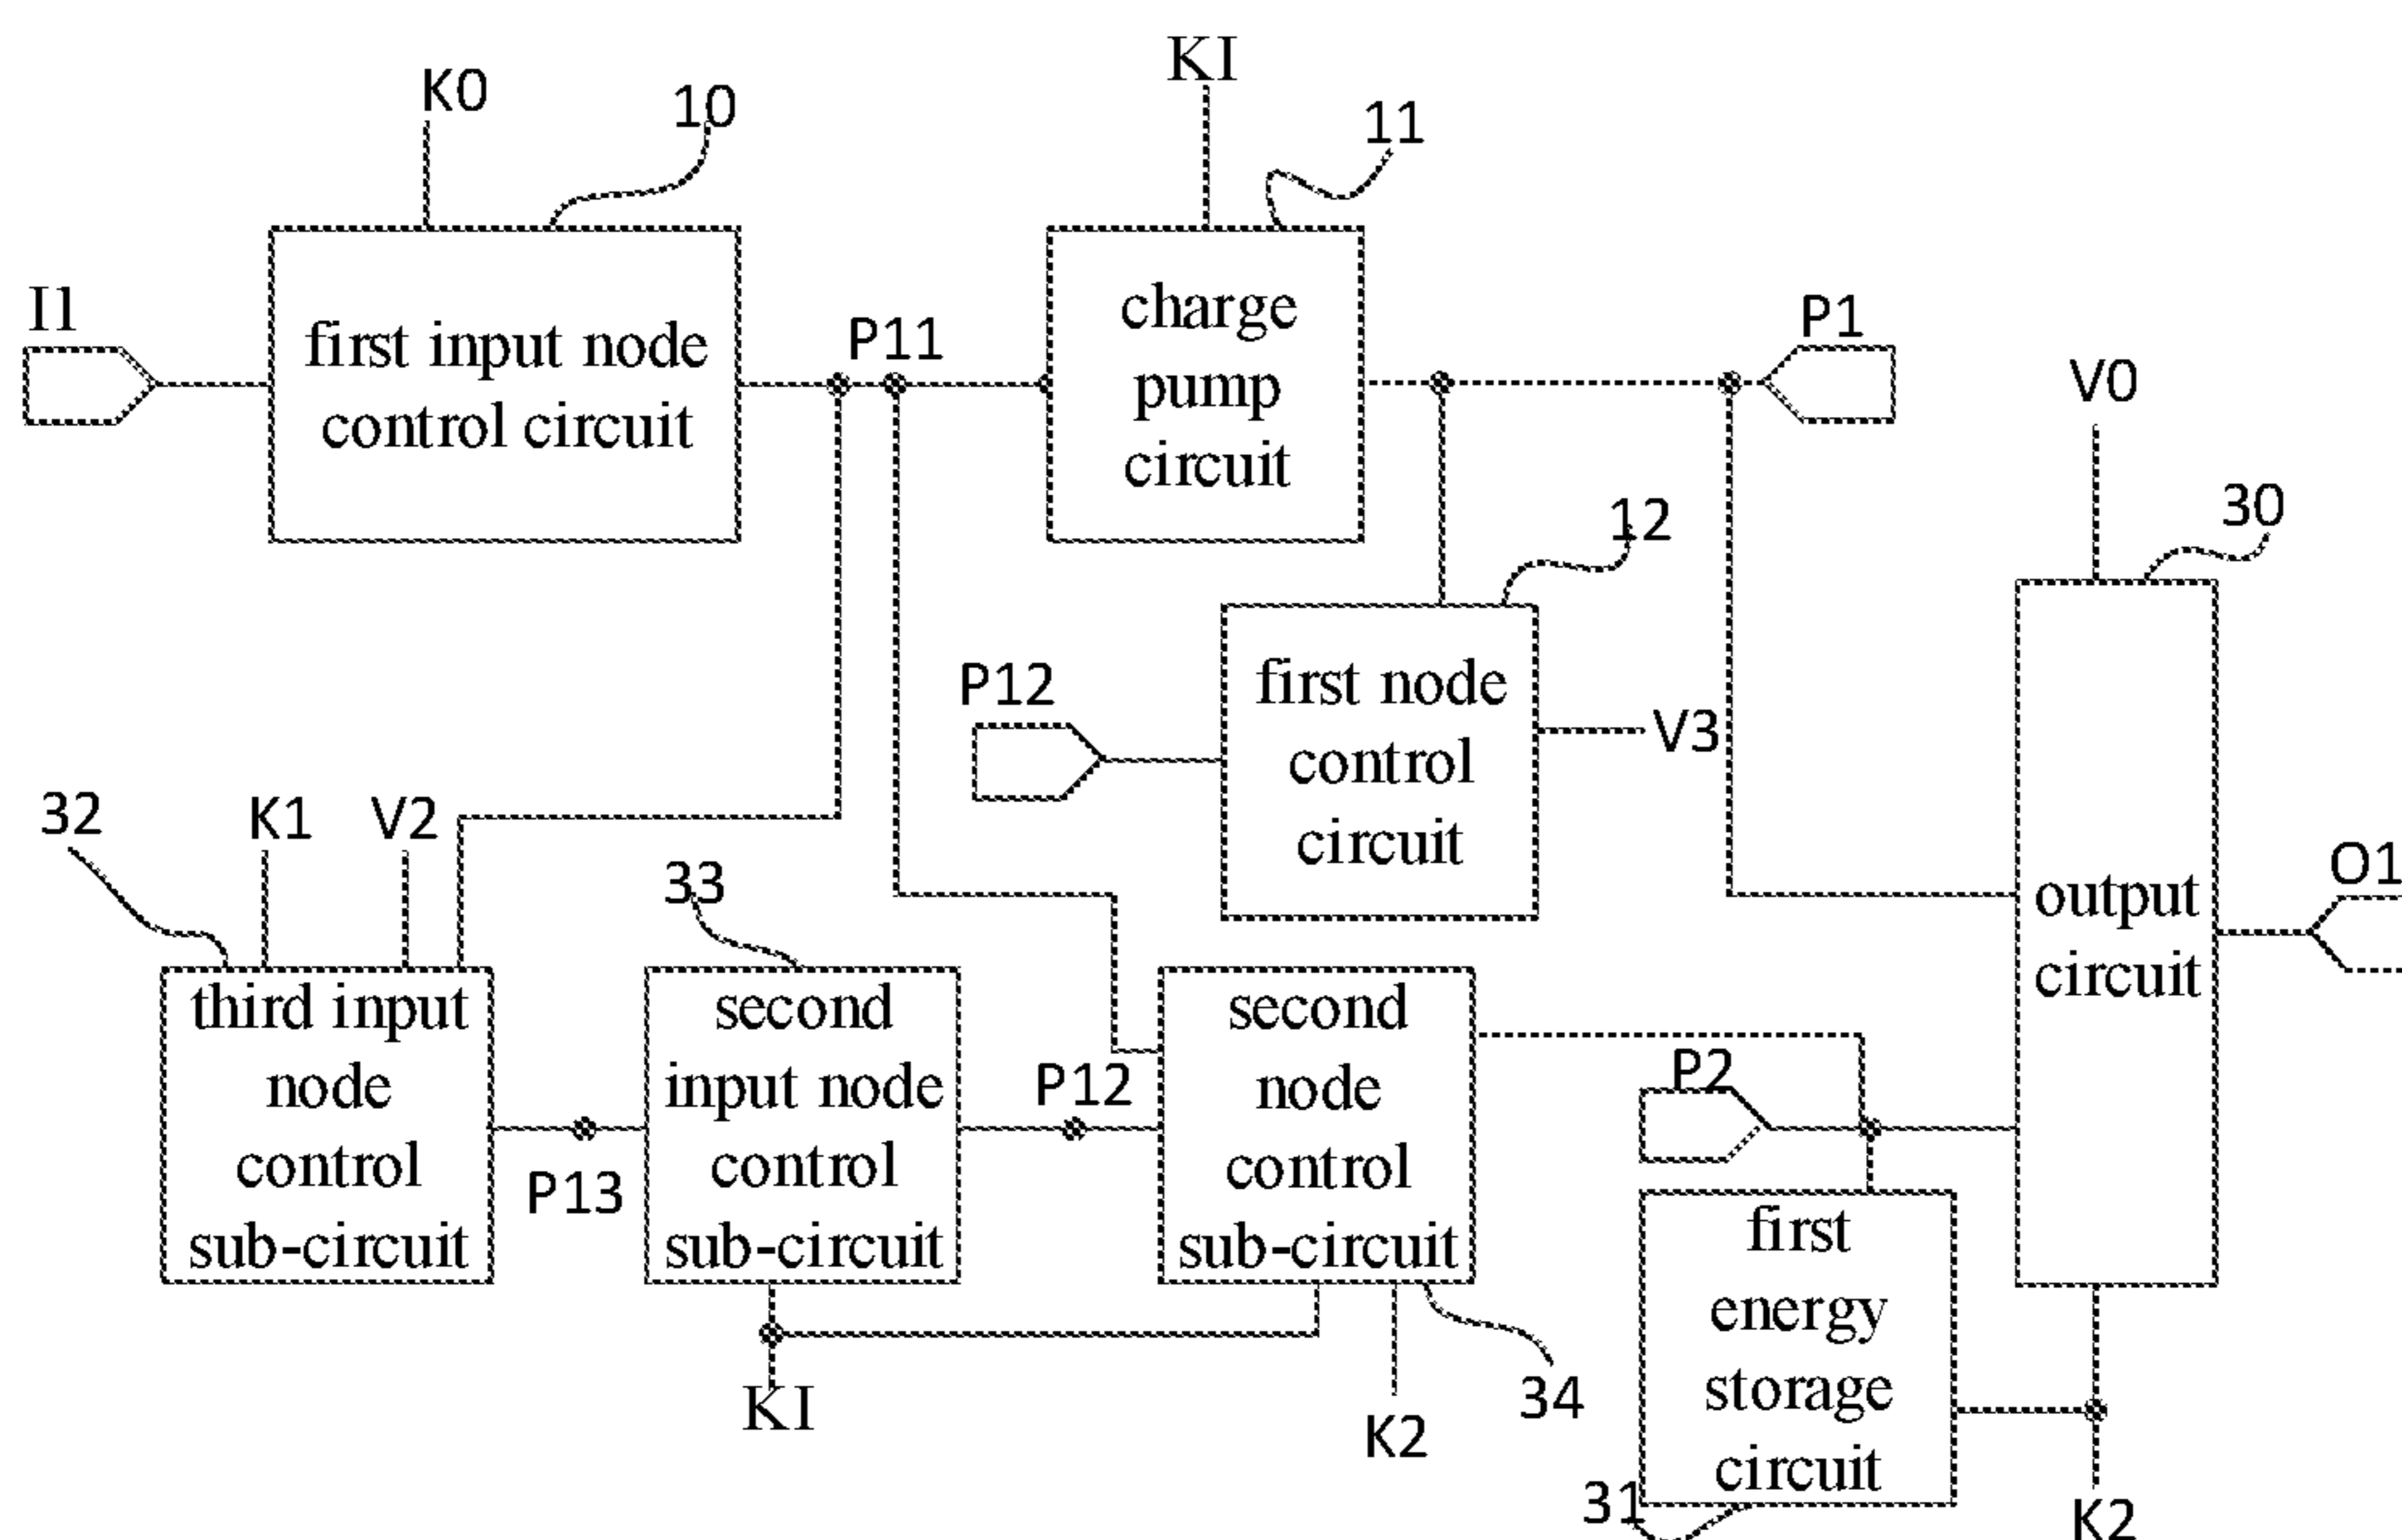 KI
K0
10
11
I1
first input node
control circuit
P11
charge
pump
circuit
P1
V0
12
30
P12
first node
control
circuit
V3
32
K1
V2
33
output
circuit
O1
third input
node
control
sub-circuit
P13
second
input node
control
sub-circuit
P12
second
node
control
sub-circuit
P2
first
energy
storage
circuit
KI
K2
34
31
K2